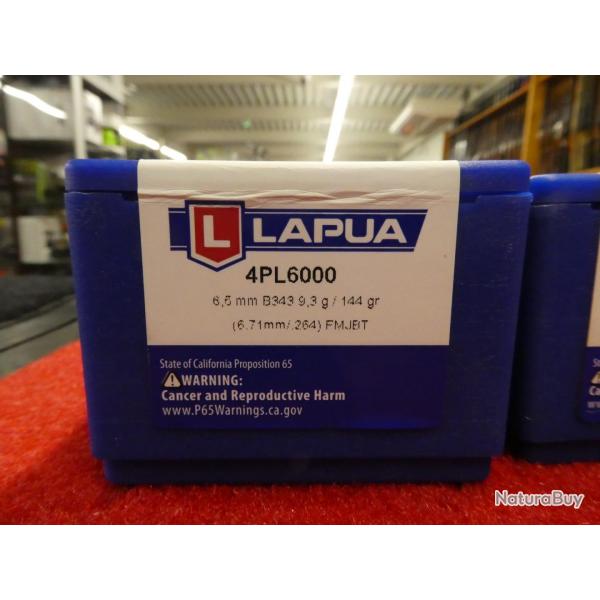 L LAPUA
4PL6000
6,5 mm B343 9,3 g / 144 gr
(6.71mm/.264) FMJBT
State of California Proposition 65
WARNING:
Cancer and Reproductive Harm
www.P65Warnings.ca.gov
NaturaBuy